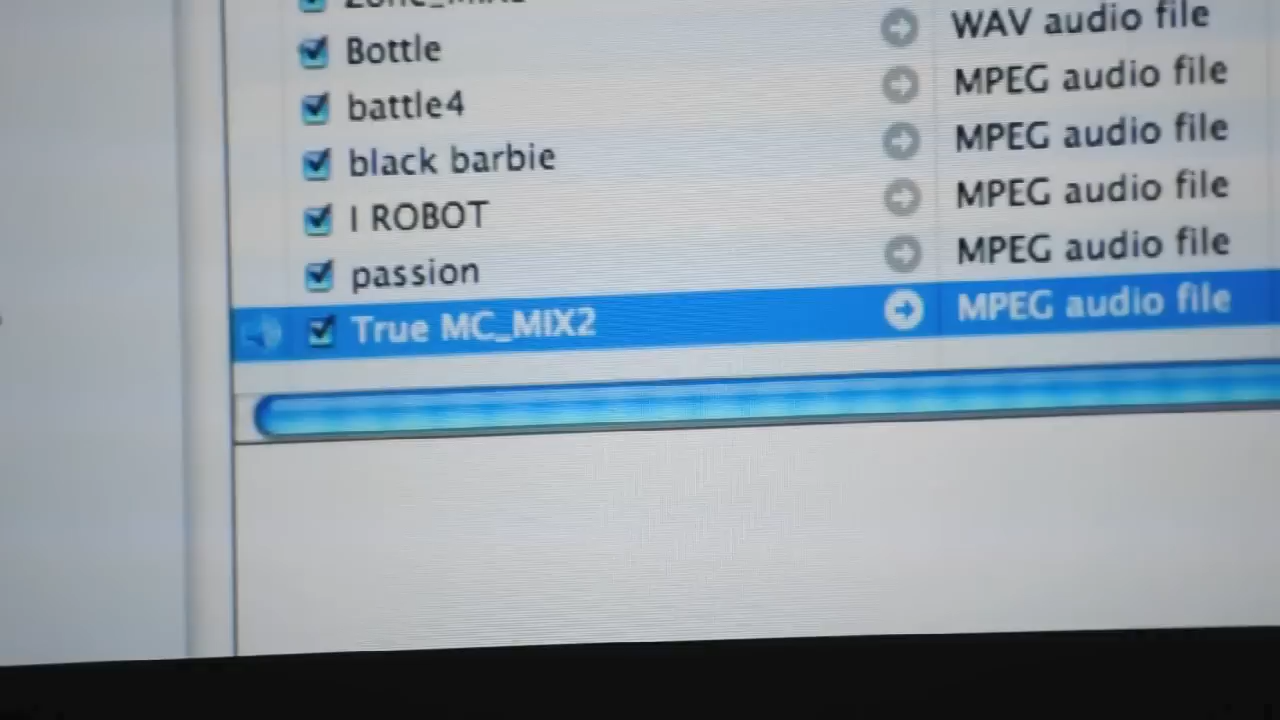 Bottle WAV audio file
battle4 MPEG audio file
black barbie MPEG audio file
I ROBOT MPEG audio file
passion MPEG audio file
True MC_MIX2 MPEG audio file